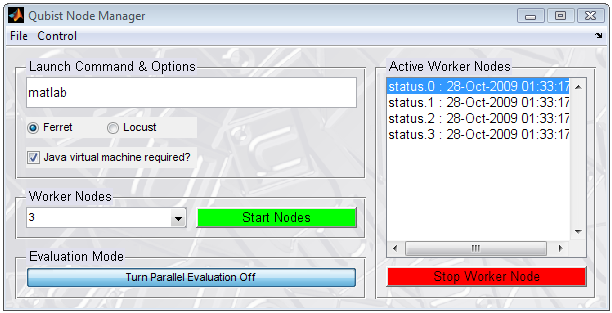 Qubist Node Manager
File Control
Launch Command & Options
matlab
Ferret Locust
Java virtual machine required?
Worker Nodes
3
Start Nodes
Evaluation Mode
Turn Parallel Evaluation Off
Active Worker Nodes
status.0 : 28-Oct-2009 01:33:17
status.1 : 28-Oct-2009 01:33:17
status.2 : 28-Oct-2009 01:33:17
status.3 : 28-Oct-2009 01:33:17
Stop Worker Node